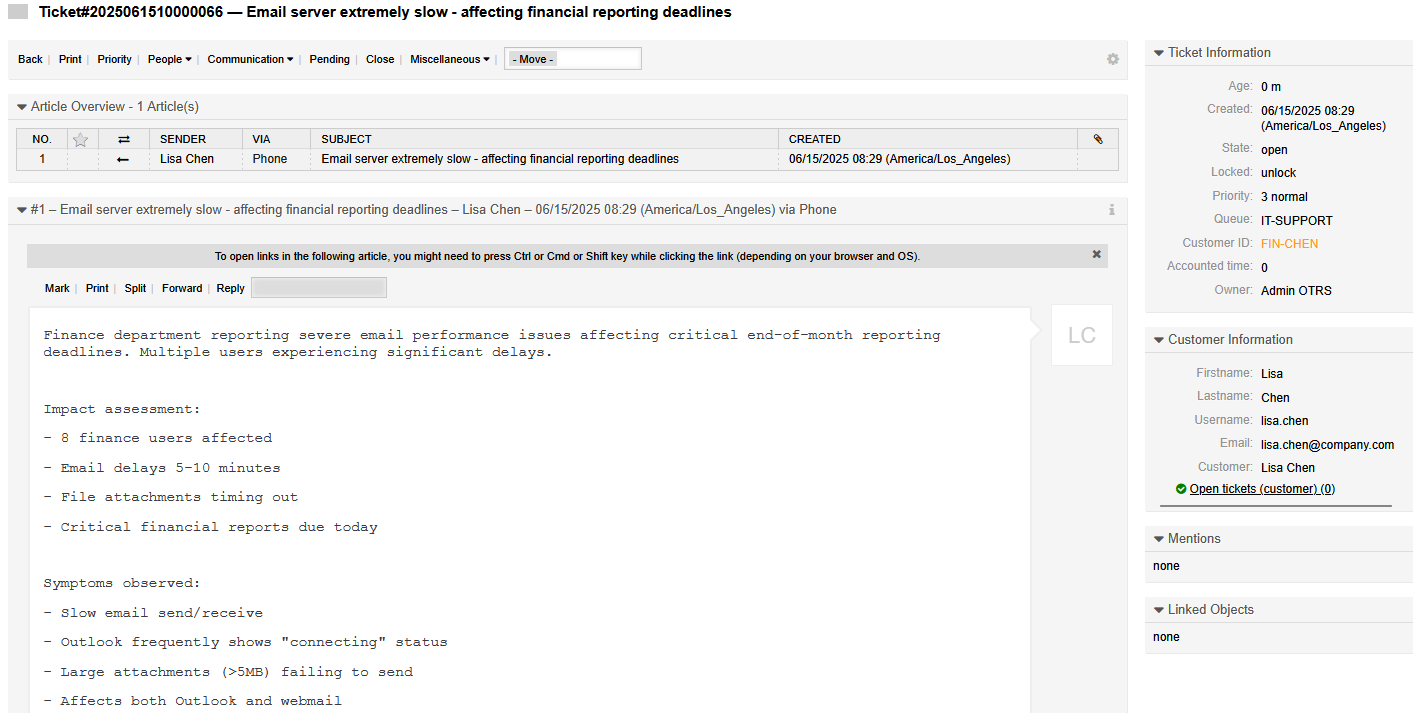 Ticket#2025061510000066 — Email server extremely slow - affecting financial reporting deadlines
Back Print Priority People Communication Pending Close Miscellaneous - Move -
Article Overview - 1 Article(s)
NO. SENDER VIA SUBJECT CREATED
1 Lisa Chen Phone Email server extremely slow - affecting financial reporting deadlines 06/15/2025 08:29 (America/Los_Angeles)
#1 – Email server extremely slow - affecting financial reporting deadlines – Lisa Chen – 06/15/2025 08:29 (America/Los_Angeles) via Phone
To open links in the following article, you might need to press Ctrl or Cmd or Shift key while clicking the link (depending on your browser and OS).
Mark Print Split Forward Reply
LC
Finance department reporting severe email performance issues affecting critical end-of-month reporting
deadlines. Multiple users experiencing significant delays.
Impact assessment:
- 8 finance users affected
- Email delays 5-10 minutes
- File attachments timing out
- Critical financial reports due today
Symptoms observed:
- Slow email send/receive
- Outlook frequently shows "connecting" status
- Large attachments (>5MB) failing to send
- Affects both Outlook and webmail
Ticket Information
Age: 0 m
Created: 06/15/2025 08:29
(America/Los_Angeles)
State: open
Locked: unlock
Priority: 3 normal
Queue: IT-SUPPORT
Customer ID: FIN-CHEN
Accounted time: 0
Owner: Admin OTRS
Customer Information
Firstname: Lisa
Lastname: Chen
Username: lisa.chen
Email: lisa.chen@company.com
Customer: Lisa Chen
Open tickets (customer) (0)
Mentions
none
Linked Objects
none